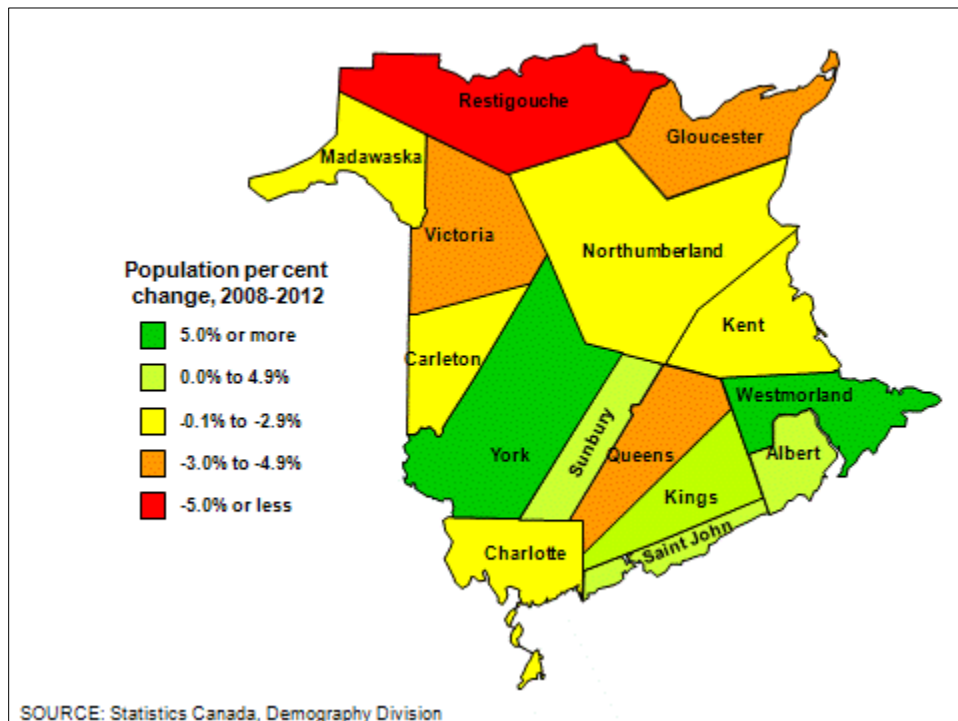 Restigouche
Gloucester
Madawaska
Victoria
Northumberland
Population per cent
change, 2008-2012
5.0% or more
0.0% to 4.9%
-0.1% to -2.9%
-3.0% to -4.9%
-5.0% or less
Kent
Carleton
Westmorland
Sunbury
York
Queens
Albert
Kings
Saint John
Charlotte
SOURCE: Statistics Canada, Demography Division